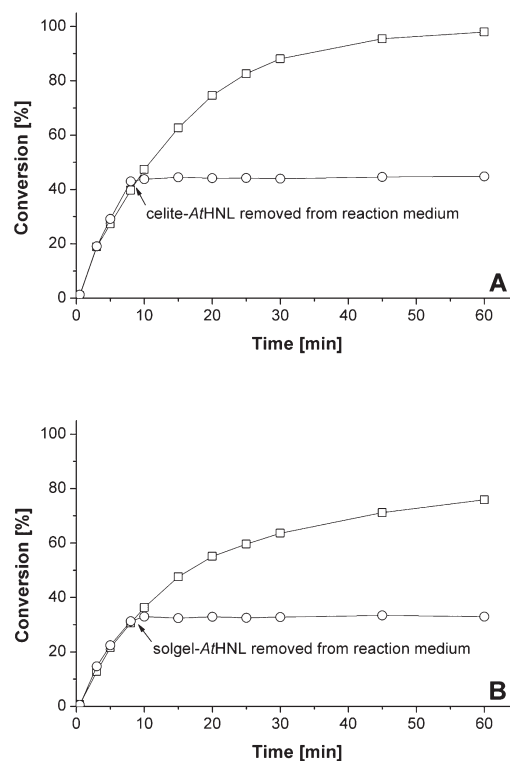 100
80
60
40
20
0
Conversion [%]
celite-AtHNL removed from reaction medium
A
0 10 20 30 40 50 60
Time [min]
100
80
60
40
20
0
Conversion [%]
solgel-AtHNL removed from reaction medium
B
0 10 20 30 40 50 60
Time [min]